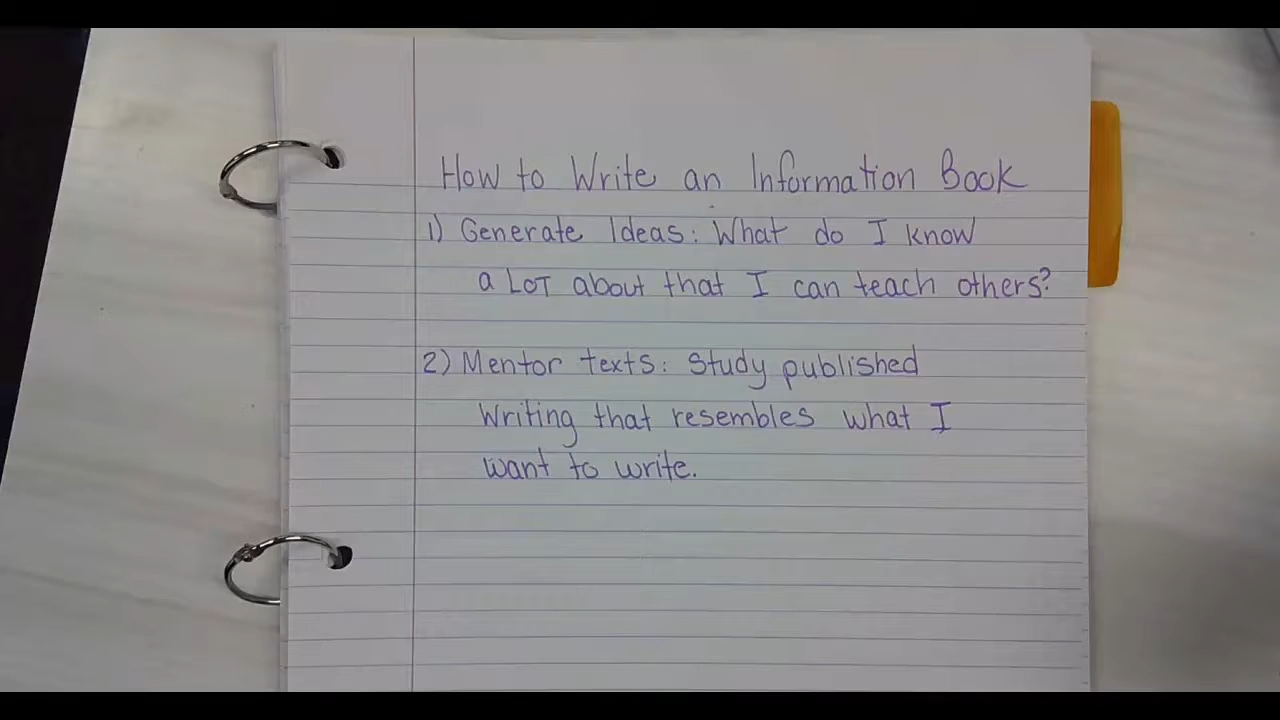 How to Write an Information Book
1) Generate Ideas: What do I know
a LOT about that I can teach others?
2) Mentor texts: Study published
Writing that resembles what I
want to write.